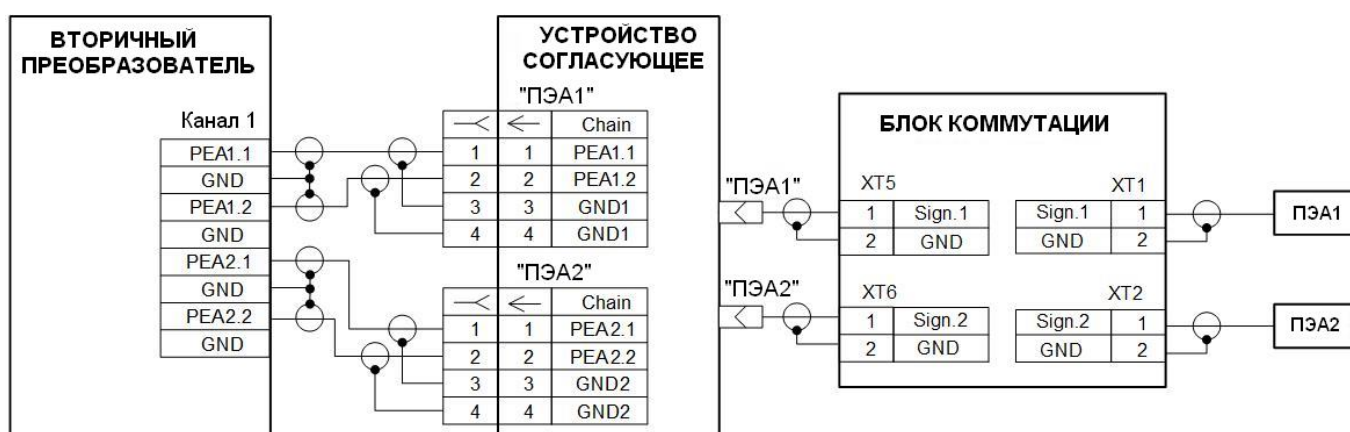 ВТОРИЧНЫЙ
ПРЕОБРАЗОВАТЕЛЬ
Канал 1
PEA1.1
GND
PEA1.2
GND
PEA2.1
GND
PEA2.2
GND
УСТРОЙСТВО
СОГЛАСУЮЩЕЕ
"ПЭА1"
Chain
1 1 PEA1.1
2 2 PEA1.2
3 3 GND1
4 4 GND1
"ПЭА2"
Chain
1 1 PEA2.1
2 2 PEA2.2
3 3 GND2
4 4 GND2
"ПЭА1"
"ПЭА2"
БЛОК КОММУТАЦИИ
XT5
1 Sign.1
2 GND
XT1
Sign.1 1
GND 2
XT6
1 Sign.2
2 GND
XT2
Sign.2 1
GND 2
ПЭА1
ПЭА2